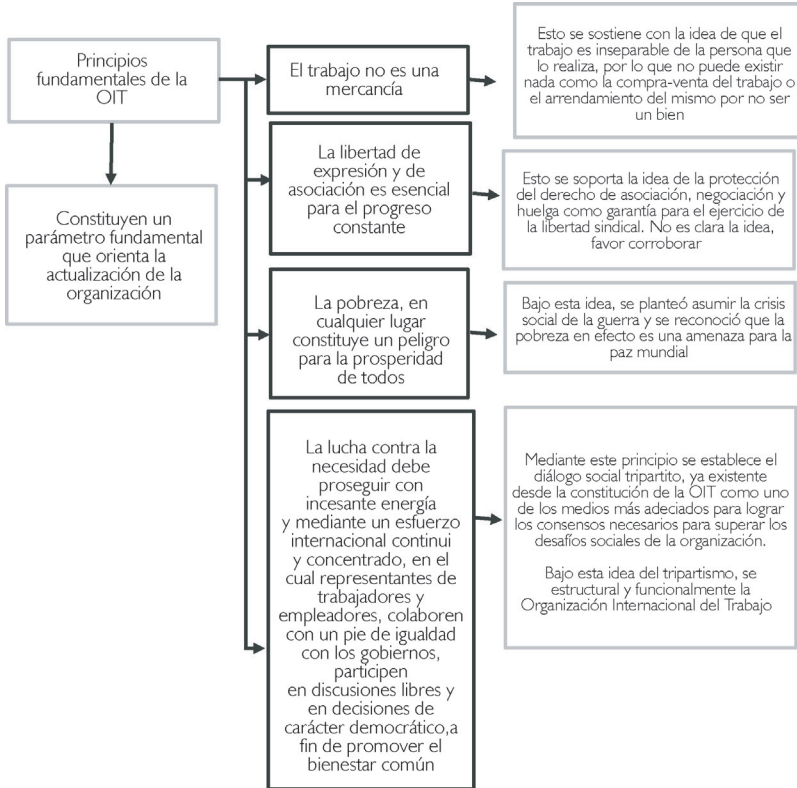 Principios
fundamentales de la
OIT
Constituyen un
parámetro fundamental
que orienta la
actualización de la
organización
El trabajo no es una
mercancía
Esto se sostiene con la idea de que el
trabajo es inseparable de la persona que
lo realiza, por lo que no puede existir
nada como la compra-venta del trabajo o
el arrendamiento del mismo por no ser
un bien
La libertad de
expresión y de
asociación es esencial
para el progreso
constante
Esto se soporta la idea de la protección
del derecho de asociación, negociación y
huelga como garantía para el ejercicio de
la libertad sindical. No es clara la idea,
favor corroborar
La pobreza, en
cualquier lugar
constituye un peligro
para la prosperidad
de todos
Bajo esta idea, se planteó asumir la crisis
social de la guerra y se reconoció que la
pobreza en efecto es una amenaza para la
paz mundial
La lucha contra la
necesidad debe
proseguir con
incesante energía
y mediante un esfuerzo
internacional continui
y concentrado, en el
cual representantes de
trabajadores y
empleadores, colaboren
con un pie de igualdad
con los gobiernos,
participen
en discusiones libres y
en decisiones de
carácter democrático,a
fin de promover el
bienestar común
Mediante este principio se establece el
diálogo social tripartito, ya existente
desde la constitución de la OIT como uno
de los medios más adeciados para lograr
los consensos necesarios para superar los
desafíos sociales de la organización.
Bajo esta idea del tripartismo, se
estructural y funcionalmente la
Organización Internacional del Trabajo